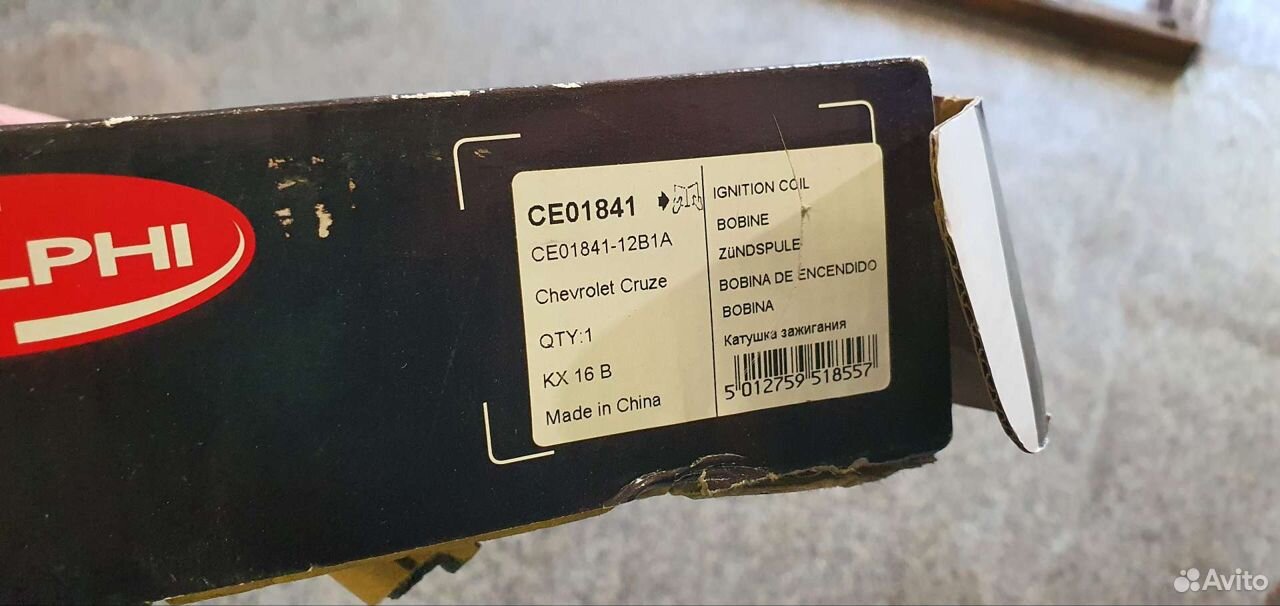 LPHI
CE01841
CE01841-12B1A
Chevrolet Cruze
QTY:1
KX 16 B
Made in China
IGNITION COIL
BOBINE
ZüNDSPULE
BOBINA DE ENCENDIDO
BOBINA
Катушка зажигания
5 012759 518557
Avito